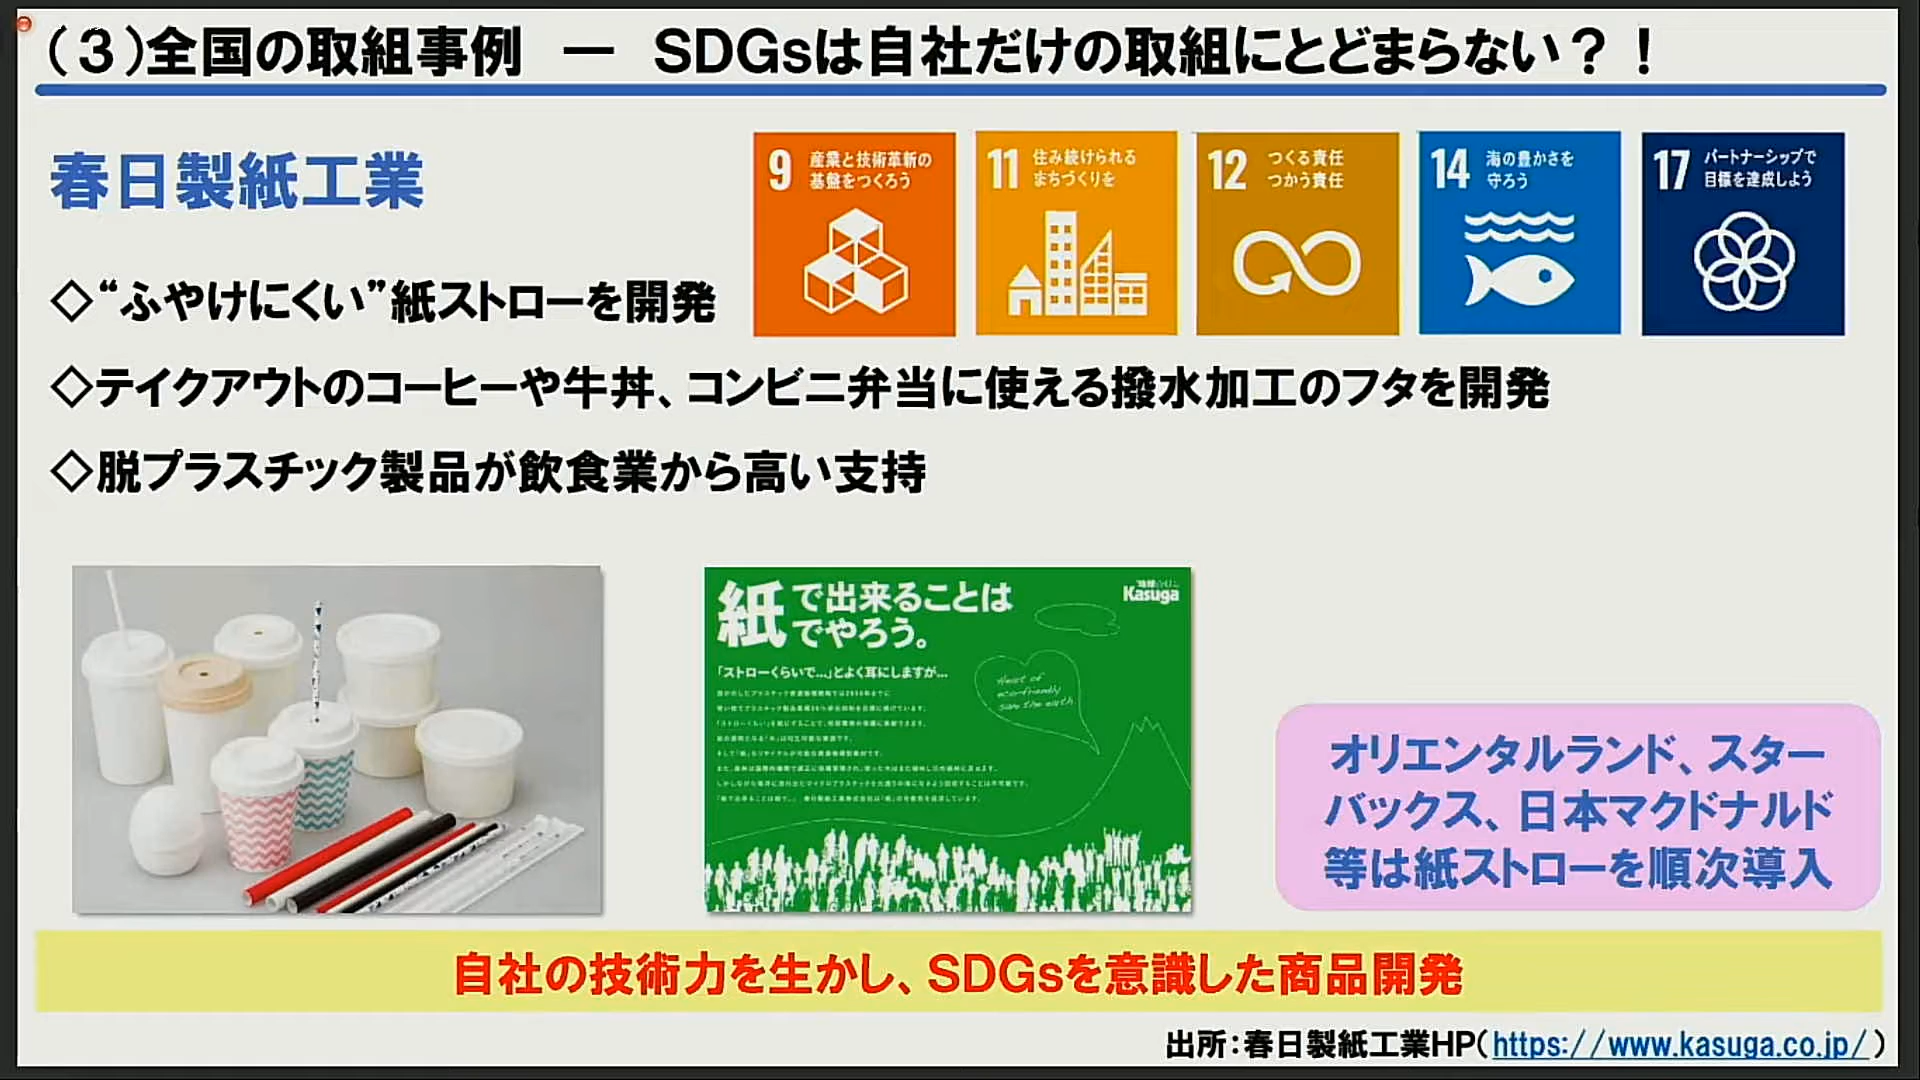 （３）全国の取組事例　―　SDGsは自社だけの取組にとどまらない？！
春日製紙工業
9 産業と技術革新の
基盤をつくろう
11 住み続けられる
まちづくりを
12 つくる責任
つかう責任
14 海の豊かさを
守ろう
17 パートナーシップで
目標を達成しよう
◇“ふやけにくい”紙ストローを開発
◇テイクアウトのコーヒーや牛丼、コンビニ弁当に使える撥水加工のフタを開発
◇脱プラスチック製品が飲食業から高い支持
紙で出来ることは
でやろう。
Kasuga
「ストローくらいで...」とよく耳にしますが...
Heart of
eco-friendly
save the earth
オリエンタルランド、スター
バックス、日本マクドナルド
等は紙ストローを順次導入
自社の技術力を生かし、SDGsを意識した商品開発
出所：春日製紙工業HP（https://www.kasuga.co.jp/）